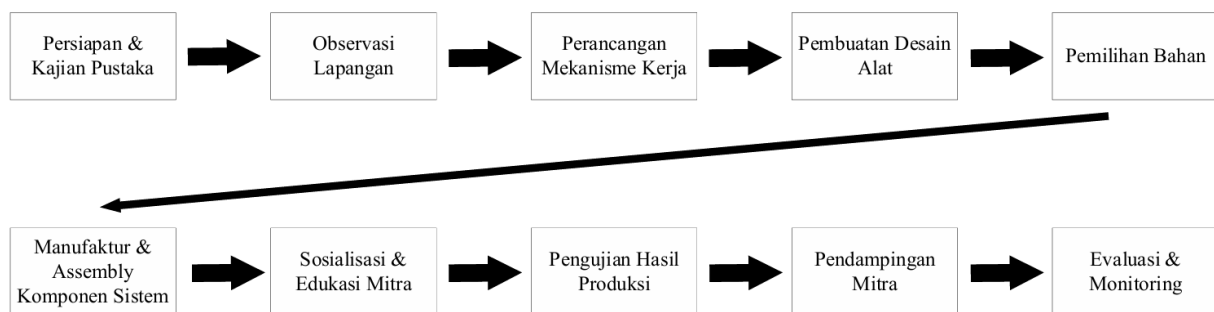 Persiapan &
Kajian Pustaka
Observasi
Lapangan
Perancangan
Mekanisme Kerja
Pembuatan Desain
Alat
Pemilihan Bahan
Manufaktur &
Assembly
Komponen Sistem
Sosialisasi &
Edukasi Mitra
Pengujian Hasil
Produksi
Pendampingan
Mitra
Evaluasi &
Monitoring